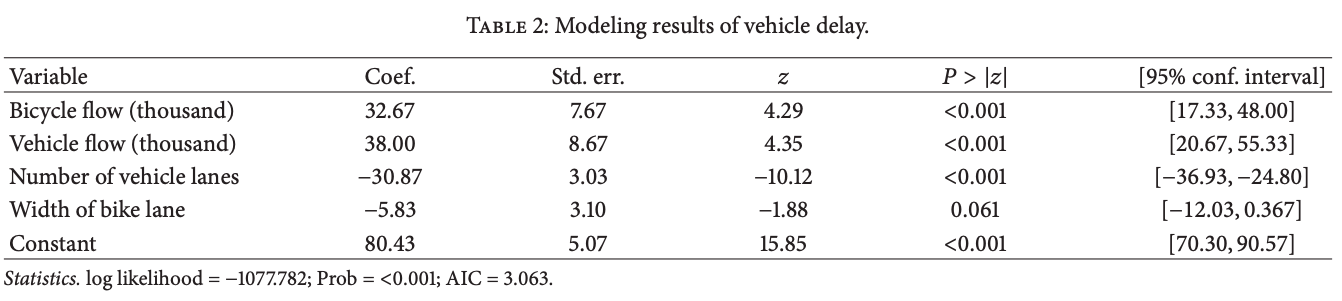 TABLE 2: Modeling results of vehicle delay.
Variable Coef. Std. err. z P > |z| [95% conf. interval]
Bicycle flow (thousand) 32.67 7.67 4.29 <0.001 [17.33, 48.00]
Vehicle flow (thousand) 38.00 8.67 4.35 <0.001 [20.67, 55.33]
Number of vehicle lanes −30.87 3.03 −10.12 <0.001 [−36.93, −24.80]
Width of bike lane −5.83 3.10 −1.88 0.061 [−12.03, 0.367]
Constant 80.43 5.07 15.85 <0.001 [70.30, 90.57]
Statistics. log likelihood = −1077.782; Prob = <0.001; AIC = 3.063.